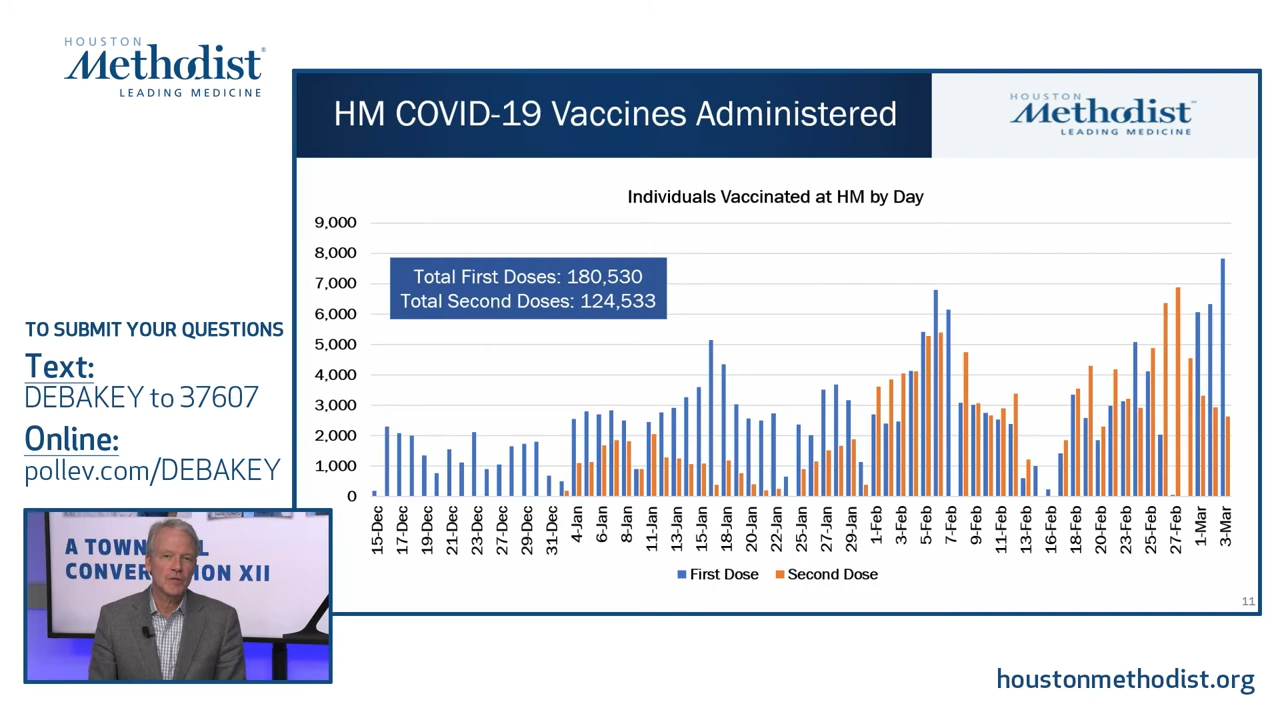 HOUSTON
Methodist
LEADING MEDICINE
HM COVID-19 Vaccines Administered
HOUSTON
Methodist
LEADING MEDICINE
Individuals Vaccinated at HM by Day
9,000
8,000
7,000
6,000
5,000
4,000
3,000
2,000
1,000
0
Total First Doses: 180,530
Total Second Doses: 124,533
15-Dec
17-Dec
19-Dec
21-Dec
23-Dec
27-Dec
29-Dec
31-Dec
4-Jan
6-Jan
8-Jan
11-Jan
13-Jan
15-Jan
18-Jan
20-Jan
22-Jan
25-Jan
27-Jan
29-Jan
1-Feb
3-Feb
5-Feb
7-Feb
9-Feb
11-Feb
13-Feb
16-Feb
18-Feb
20-Feb
23-Feb
25-Feb
27-Feb
1-Mar
3-Mar
First Dose
Second Dose
11
TO SUBMIT YOUR QUESTIONS
Text:
DEBAKEY to 37607
Online:
pollev.com/DEBAKEY
A TOWN
CONVER ION XII
houstonmethodist.org